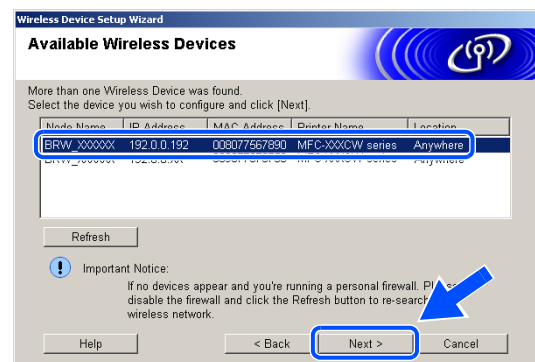 Wireless Device Setup Wizard
Available Wireless Devices
More than one Wireless Device was found.
Select the device you wish to configure and click [Next].
Node Name IP Address MAC Address Printer Name Location
BRW_XXXXXX 192.0.0.192 008077567890 MFC-XXXCW series Anywhere
Refresh
Important Notice:
If no devices appear and you're running a personal firewall.
disable the firewall and click the Refresh button to re-search
wireless network.
Help < Back Next > Cancel